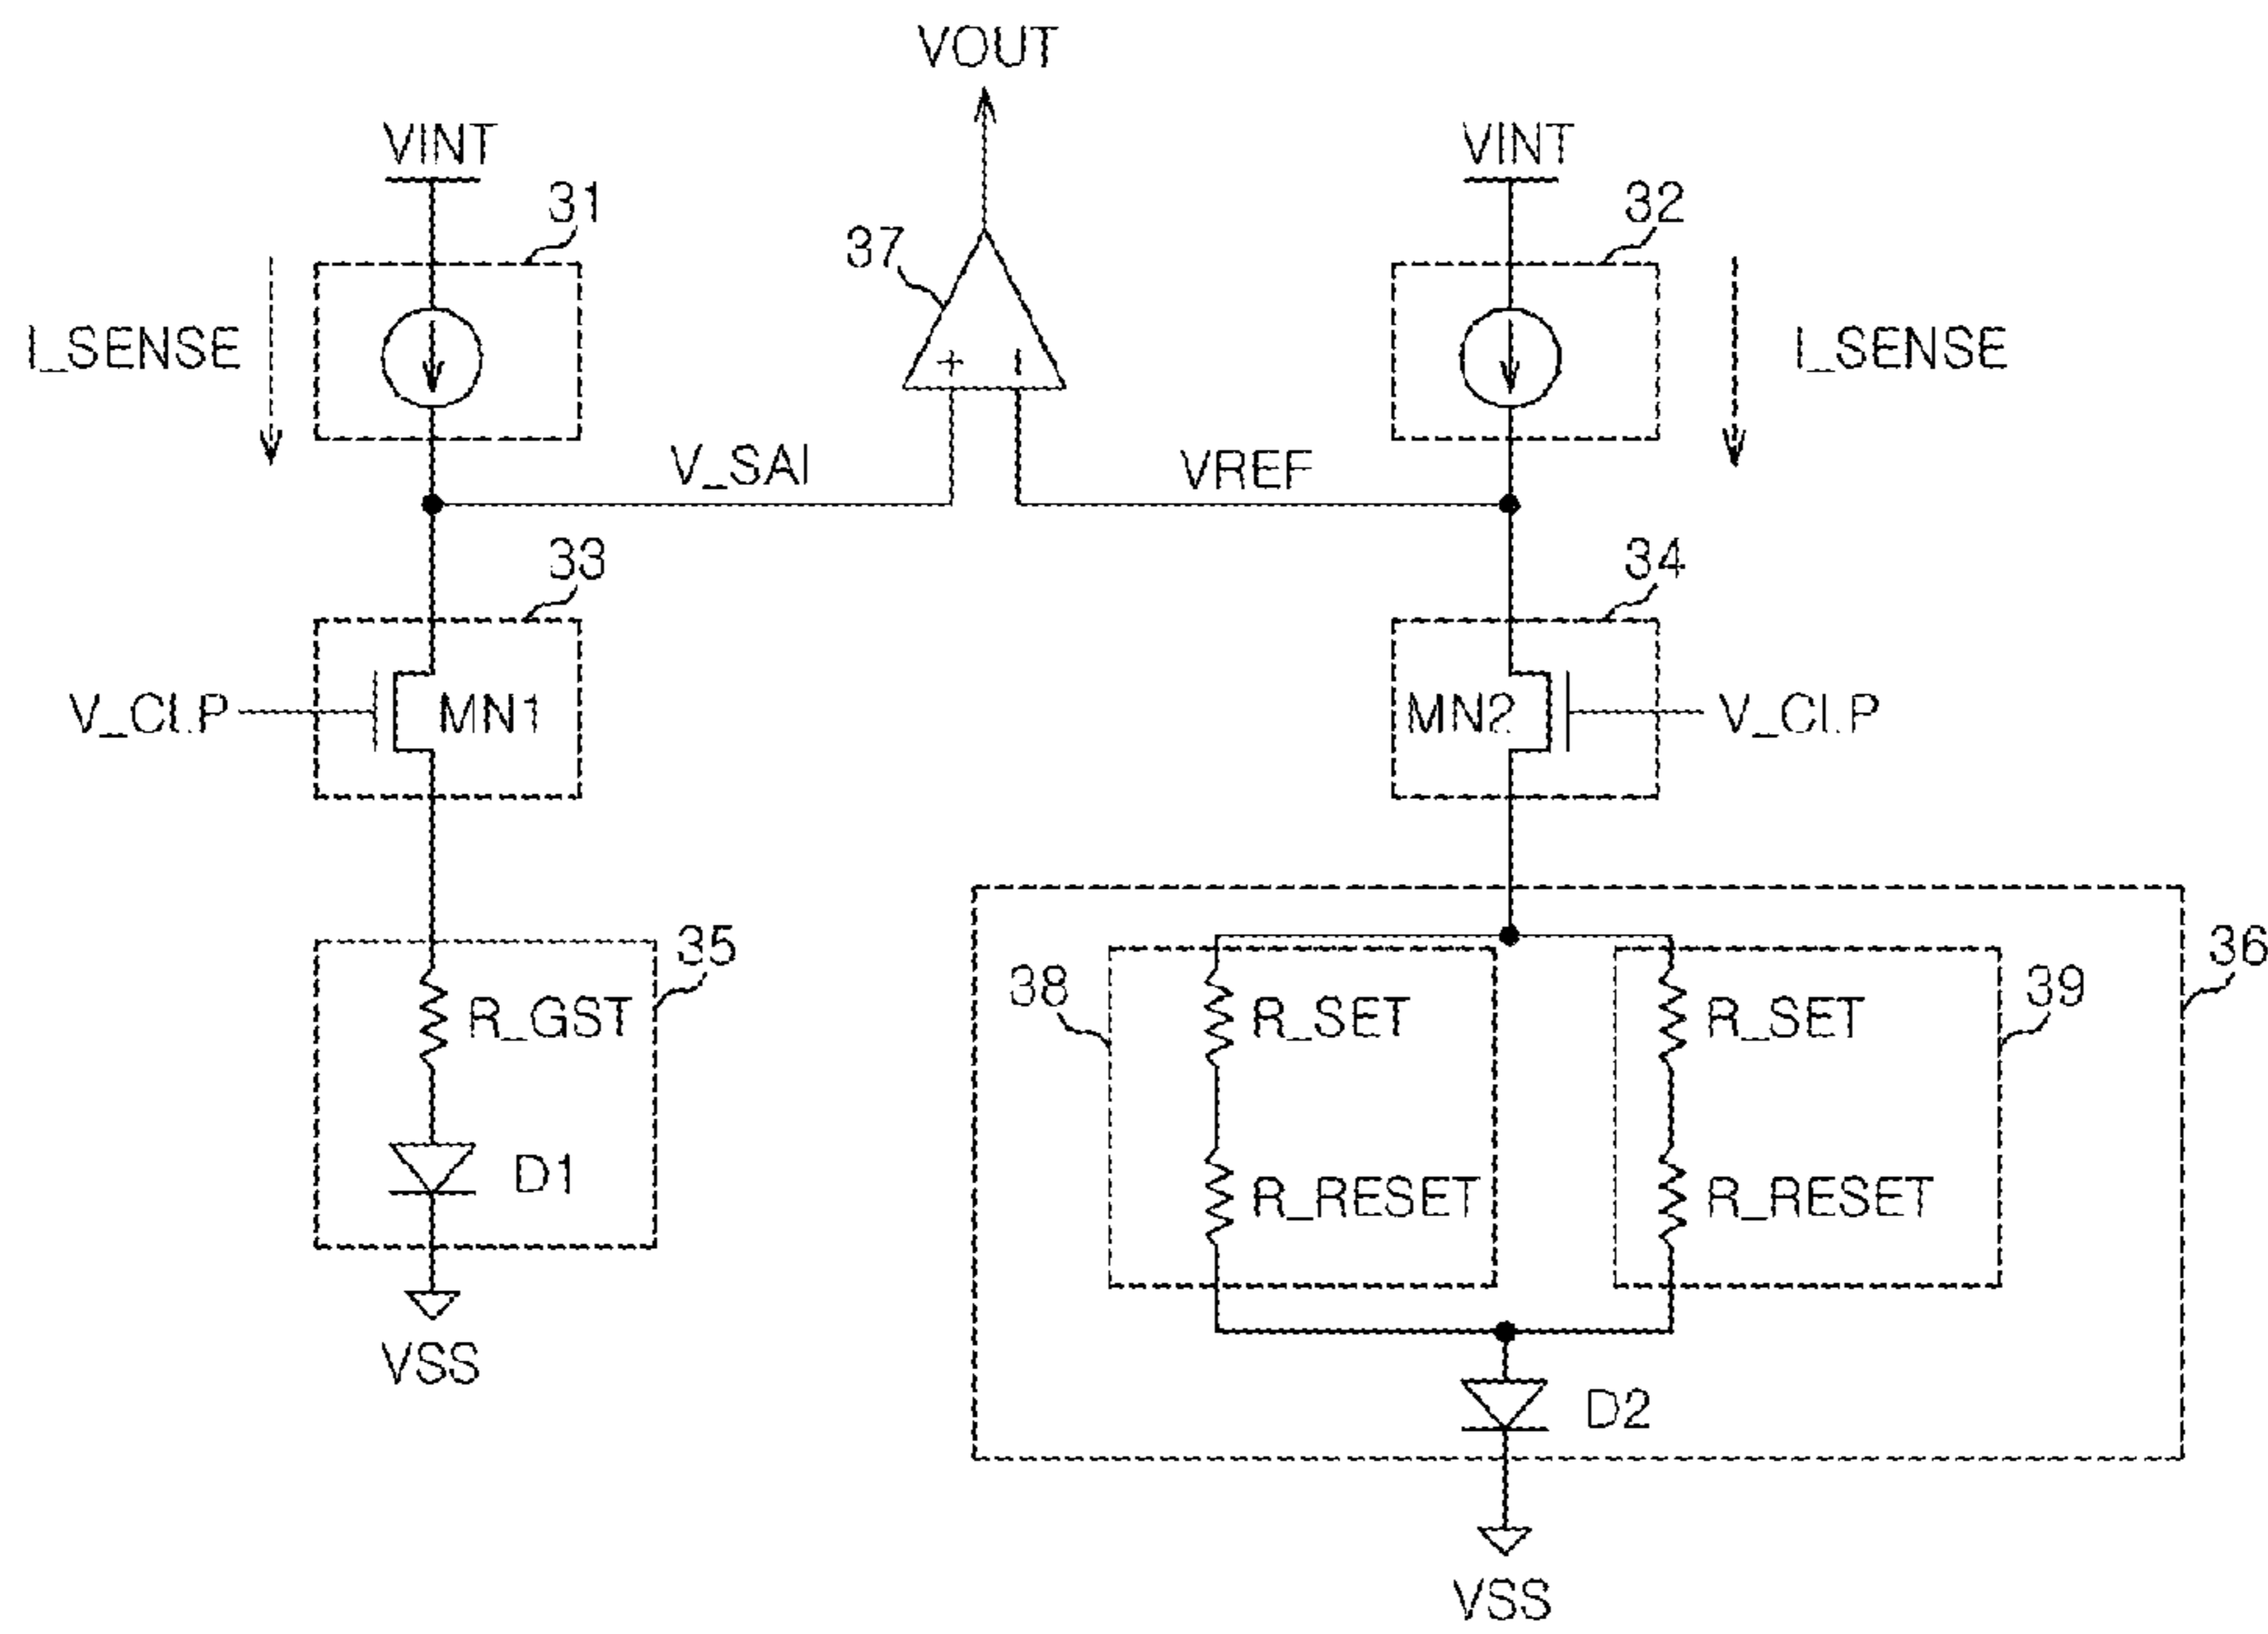 VOUT
VINT
VINT
31
32
37
I_SENSE
I_SENSE
V_SAI
VREF
33
34
V_CLP
MN1
MN2
V_CLP
35
36
38
39
R_GST
R_SET
R_SET
D1
R_RESET
R_RESET
VSS
D2
VSS